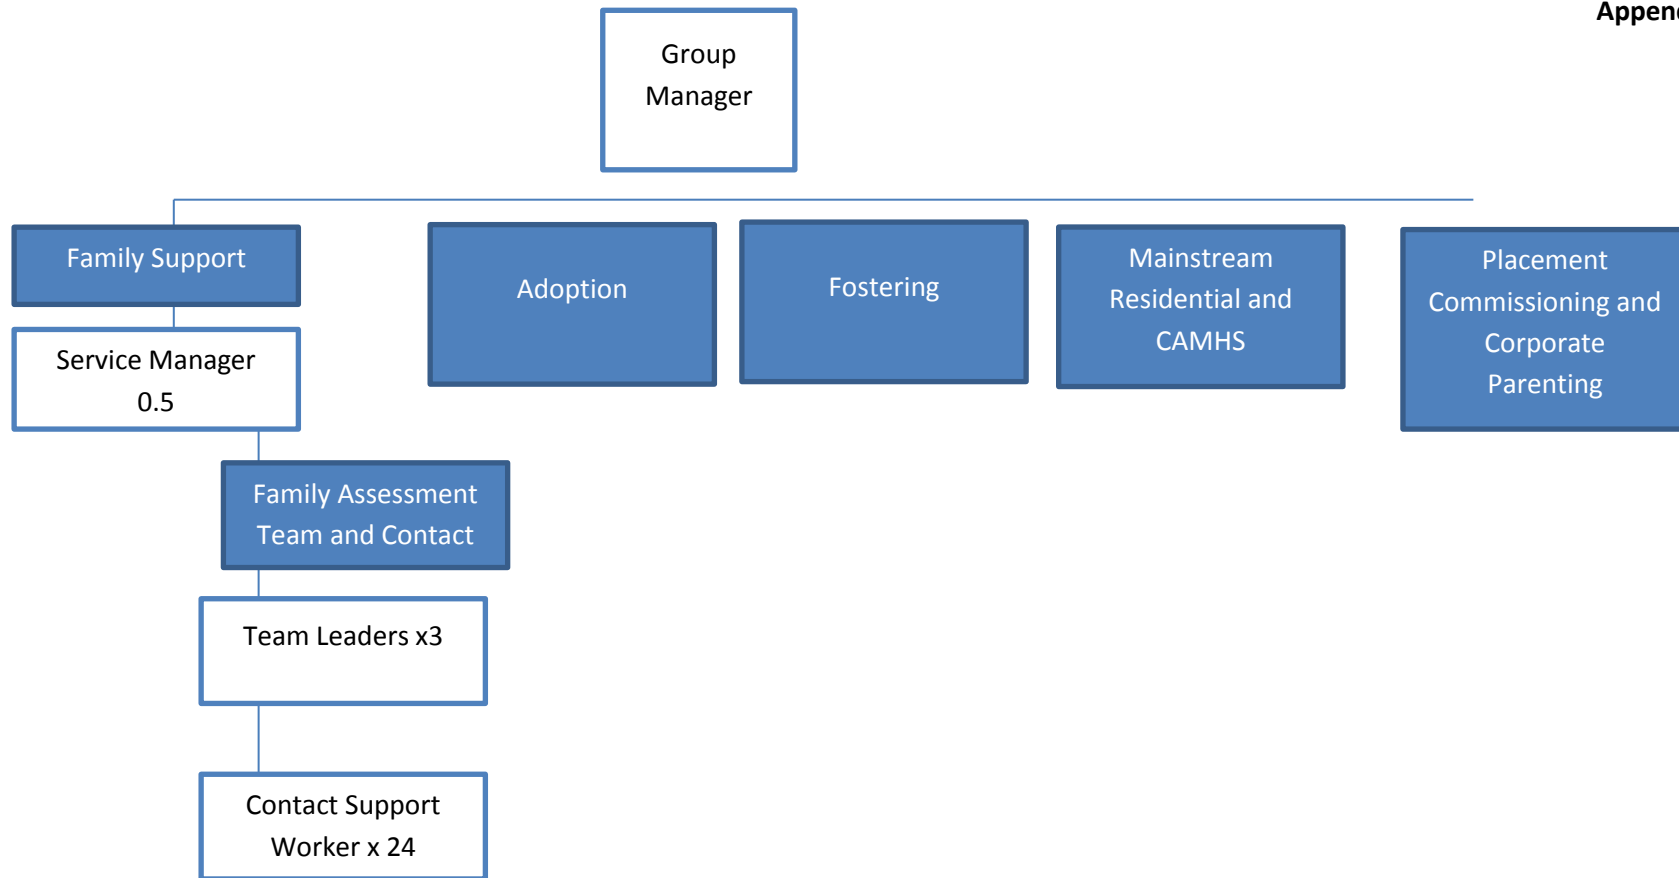 Group
Manager
Family Support
Adoption
Fostering
Mainstream
Residential and
CAMHS
Placement
Commissioning and
Corporate
Parenting
Service Manager
0.5
Family Assessment
Team and Contact
Team Leaders x3
Contact Support
Worker x 24